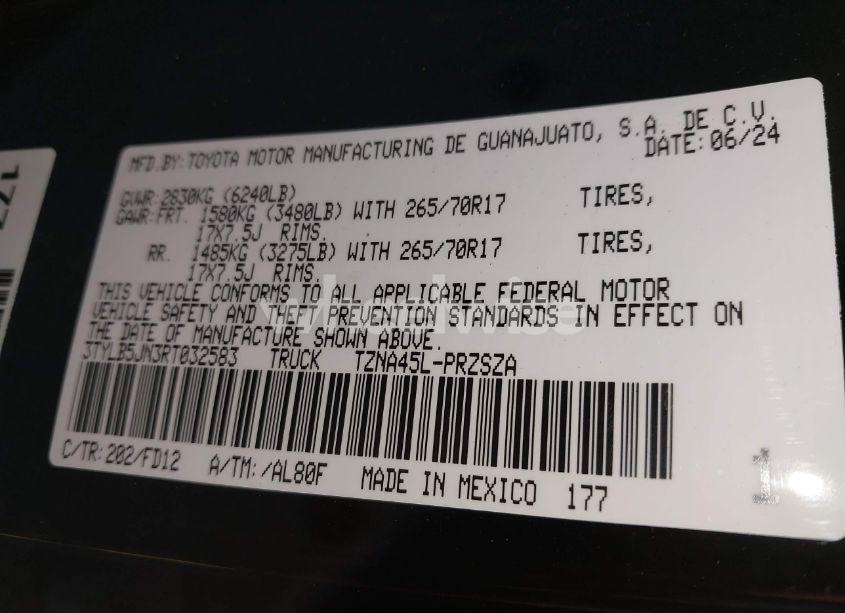 MFD.BY:TOYOTA MOTOR MANUFACTURING DE GUANAJUATO, S.A. DE C.V.
DATE:06/24
GVWR:2830KG (6240LB)
GAWR:FRT. 1580KG (3480LB) WITH 265/70R17 TIRES,
17X7.5J RIMS.
RR. 1485KG (3275LB) WITH 265/70R17 TIRES,
17X7.5J RIMS.
THIS VEHICLE CONFORMS TO ALL APPLICABLE FEDERAL MOTOR
VEHICLE SAFETY AND THEFT PREVENTION STANDARDS IN EFFECT ON
THE DATE OF MANUFACTURE SHOWN ABOVE.
3TYLB5JN3RT032583 TRUCK TZNA45L-PRZSZA
C/TR:202/FD12 A/TM:/AL80F MADE IN MEXICO 177
1
177